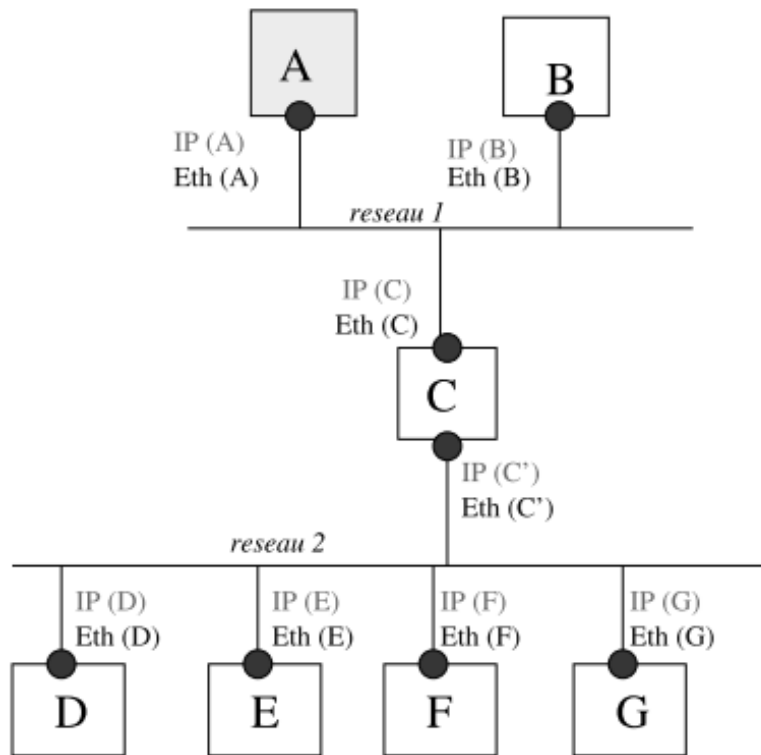 A
B
IP (A)
Eth (A)
IP (B)
Eth (B)
reseau 1
IP (C)
Eth (C)
C
IP (C’)
Eth (C’)
reseau 2
IP (D)
Eth (D)
IP (E)
Eth (E)
IP (F)
Eth (F)
IP (G)
Eth (G)
D
E
F
G